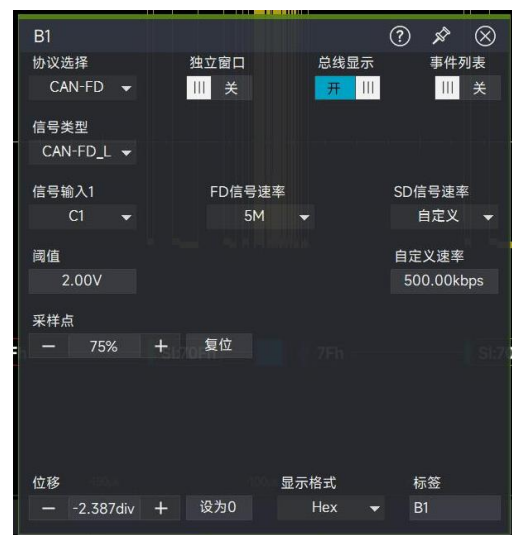 B1
协议选择 独立窗口 总线显示 事件列表
CAN-FD 关 开 关
信号类型
CAN-FD_L
信号输入1 FD信号速率 SD信号速率
C1 5M 自定义
阈值 自定义速率
2.00V 500.00kbps
采样点
75% 复位
7Fh
位移 显示格式 标签
-2.387div 设为0 Hex B1